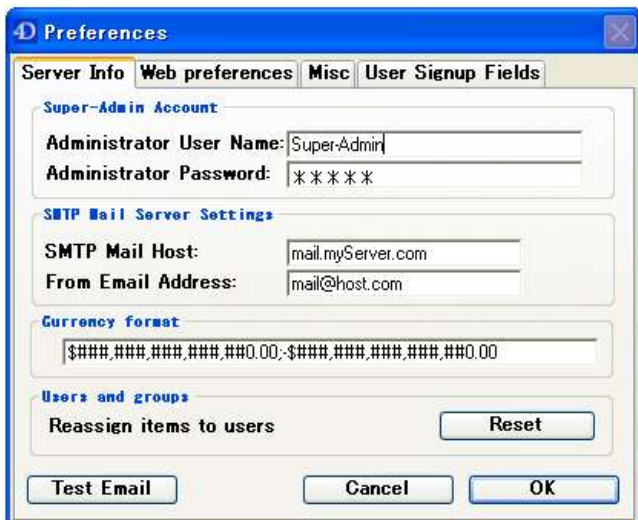 4D Preferences
Server Info Web preferences Misc User Signup Fields
Super-Admin Account
Administrator User Name: Super-Admin
Administrator Password: *****
SMTP Mail Server Settings
SMTP Mail Host: mail.myServer.com
From Email Address: mail@host.com
Currency format
$###,###,###,###,##0.00;-$###,###,###,###,##0.00
Users and groups
Reassign items to users Reset
Test Email Cancel OK